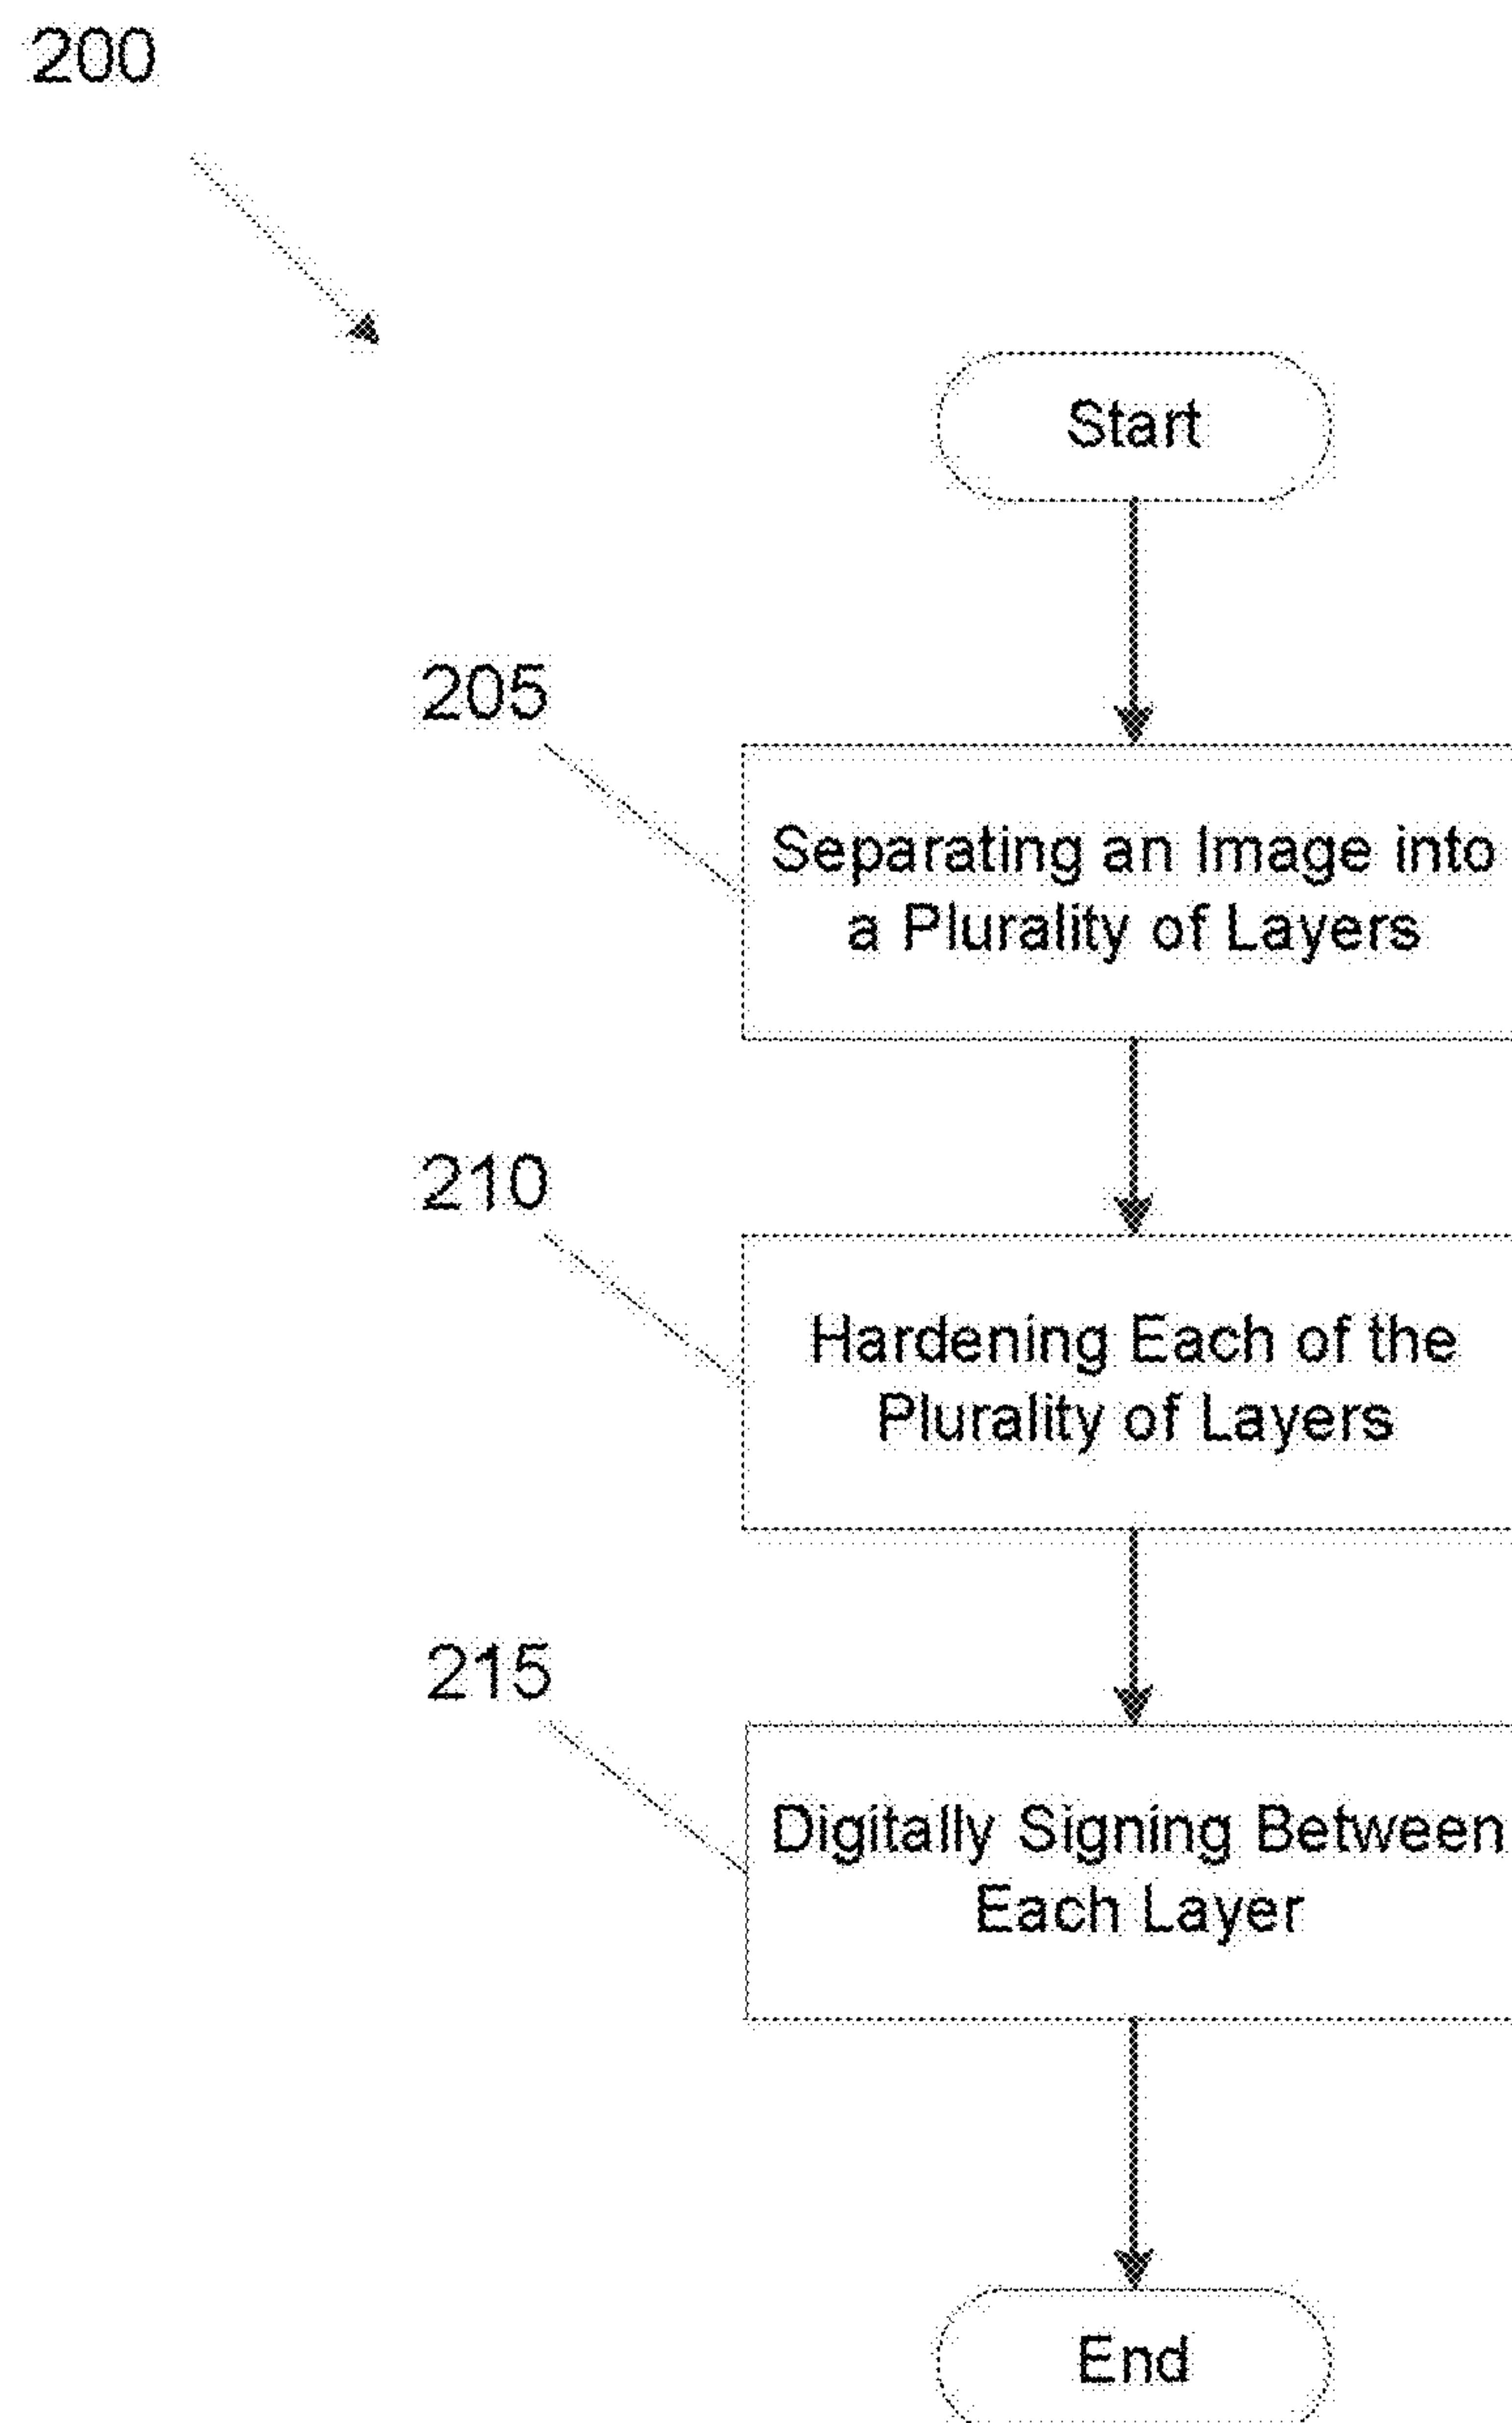 200
Start
205
Separating an Image into
a Plurality of Layers
210
Hardening Each of the
Plurality of Layers
215
Digitally Signing Between
Each Layer
End